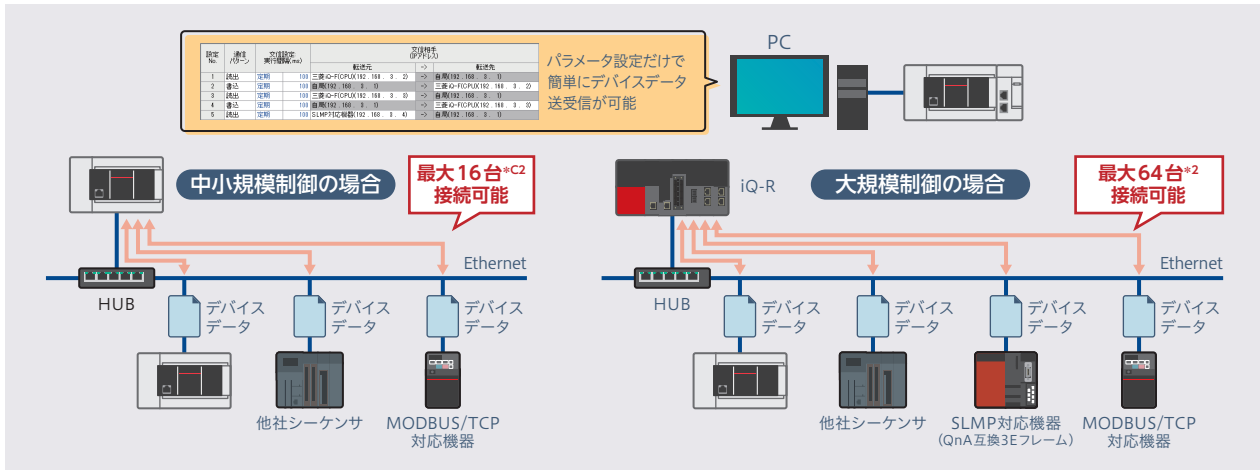 設定 No.
通信 パターン
交信設定:
実行間隔(ms)
交信相手
(IPアドレス)
転送元 -> 転送先
1 読出 定期 100 三菱iQ-F(CPU)(192 . 168 . 3 . 2) -> 自局(192 . 168 . 3 . 1)
2 書込 定期 100 自局(192 . 168 . 3 . 1) -> 三菱iQ-F(CPU)(192 . 168 . 3 . 2)
3 読出 定期 100 三菱iQ-F(CPU)(192 . 168 . 3 . 3) -> 自局(192 . 168 . 3 . 1)
4 書込 定期 100 自局(192 . 168 . 3 . 1) -> 三菱iQ-F(CPU)(192 . 168 . 3 . 3)
5 読出 定期 100 SLMP対応機器(192 . 168 . 3 . 4) -> 自局(192 . 168 . 3 . 1)
パラメータ設定だけで
簡単にデバイスデータ
送受信が可能
PC
中小規模制御の場合
最大16台*C2
接続可能
Ethernet
HUB
デバイス
データ
デバイス
データ
デバイス
データ
他社シーケンサ
MODBUS/TCP
対応機器
iQ-R
大規模制御の場合
最大64台*2
接続可能
Ethernet
HUB
デバイス
データ
デバイス
データ
デバイス
データ
デバイス
データ
他社シーケンサ
SLMP対応機器
(QnA互換3Eフレーム)
MODBUS/TCP
対応機器